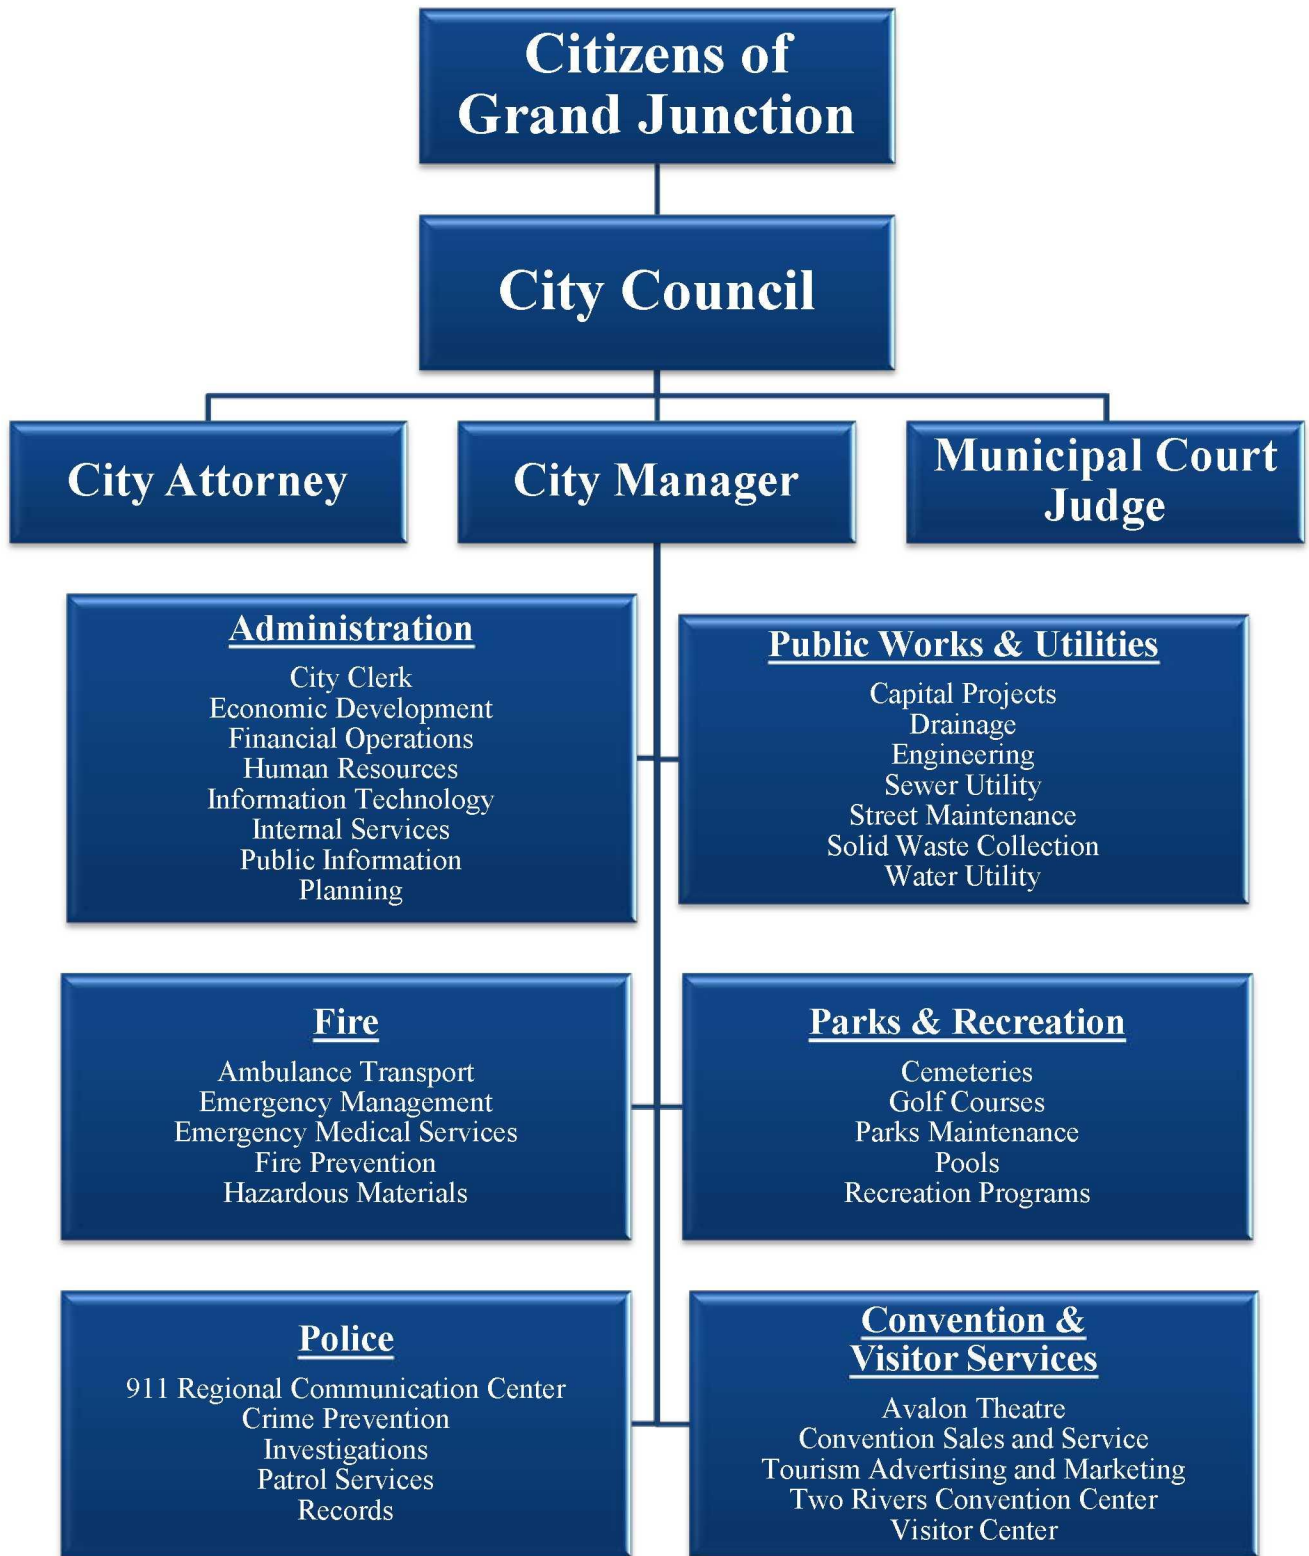 Citizens of
Grand Junction
City Council
City Attorney
City Manager
Municipal Court
Judge
Administration
City Clerk
Economic Development
Financial Operations
Human Resources
Information Technology
Internal Services
Public Information
Planning
Public Works & Utilities
Capital Projects
Drainage
Engineering
Sewer Utility
Street Maintenance
Solid Waste Collection
Water Utility
Fire
Ambulance Transport
Emergency Management
Emergency Medical Services
Fire Prevention
Hazardous Materials
Parks & Recreation
Cemeteries
Golf Courses
Parks Maintenance
Pools
Recreation Programs
Police
911 Regional Communication Center
Crime Prevention
Investigations
Patrol Services
Records
Convention &
Visitor Services
Avalon Theatre
Convention Sales and Service
Tourism Advertising and Marketing
Two Rivers Convention Center
Visitor Center